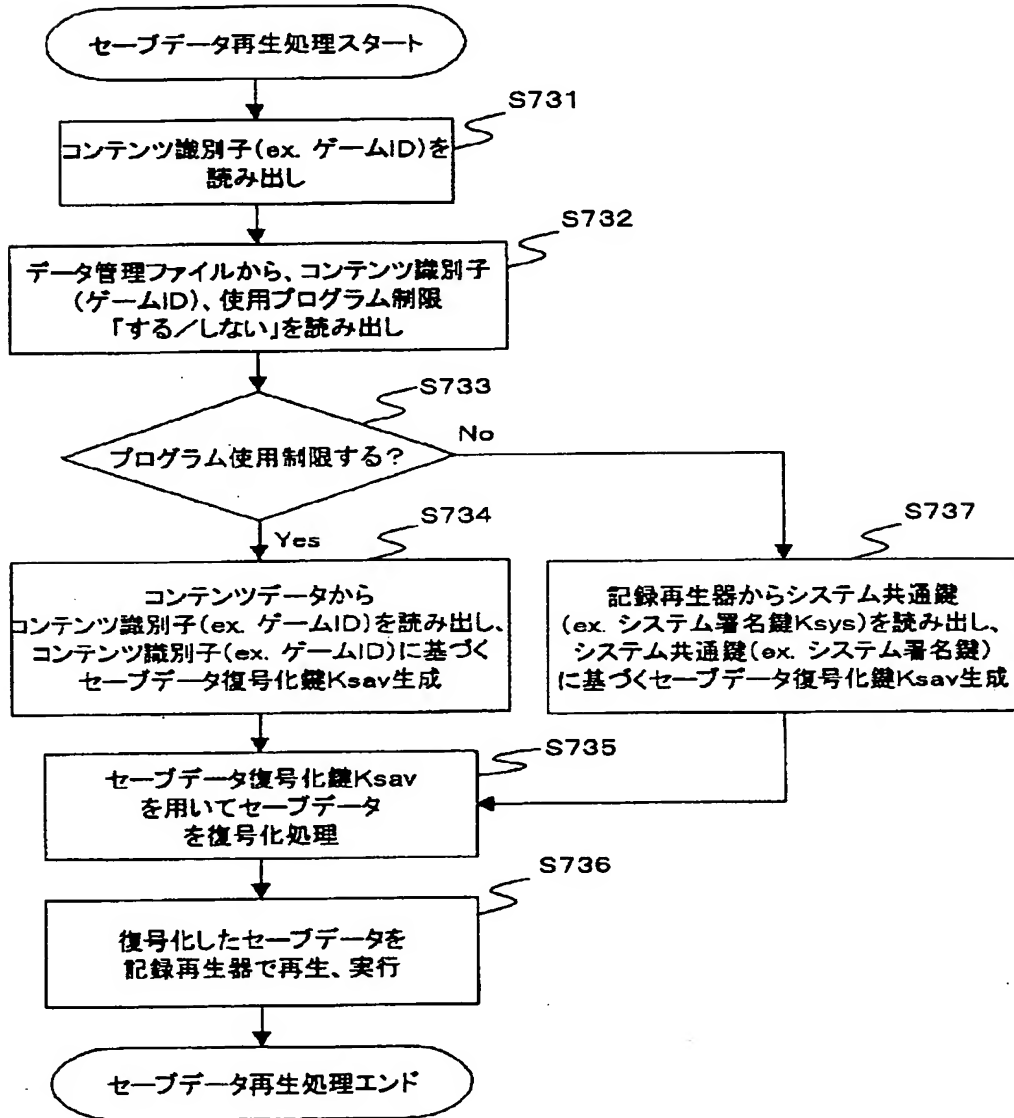 セーブデータ再生処理スタート
S731
コンテンツ識別子(ex. ゲームID)を
読み出し
S732
データ管理ファイルから、コンテンツ識別子
(ゲームID)、使用プログラム制限
「する/しない」を読み出し
S733
プログラム使用制限する?
No
Yes
S734
コンテンツデータから
コンテンツ識別子(ex. ゲームID)を読み出し、
コンテンツ識別子(ex. ゲームID)に基づく
セーブデータ復号化鍵Ksav生成
S737
記録再生器からシステム共通鍵
(ex. システム署名鍵Ksys)を読み出し、
システム共通鍵(ex. システム署名鍵)
に基づくセーブデータ復号化鍵Ksav生成
S735
セーブデータ復号化鍵Ksav
を用いてセーブデータ
を復号化処理
S736
復号化したセーブデータを
記録再生器で再生、実行
セーブデータ再生処理エンド